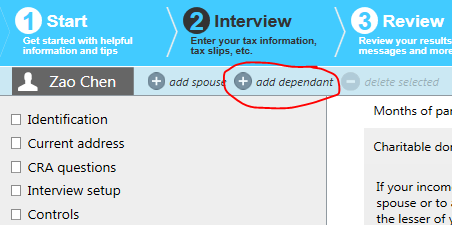 1 Start
Get started with helpful
information and tips
2 Interview
Enter your tax information,
tax slips, etc.
3 Review
Review your results
messages and more
Zao Chen
add spouse
add dependant
delete selected
Identification
Current address
CRA questions
Interview setup
Controls
Months of par
Charitable do
If your incom
spouse or to a
the lesser of y